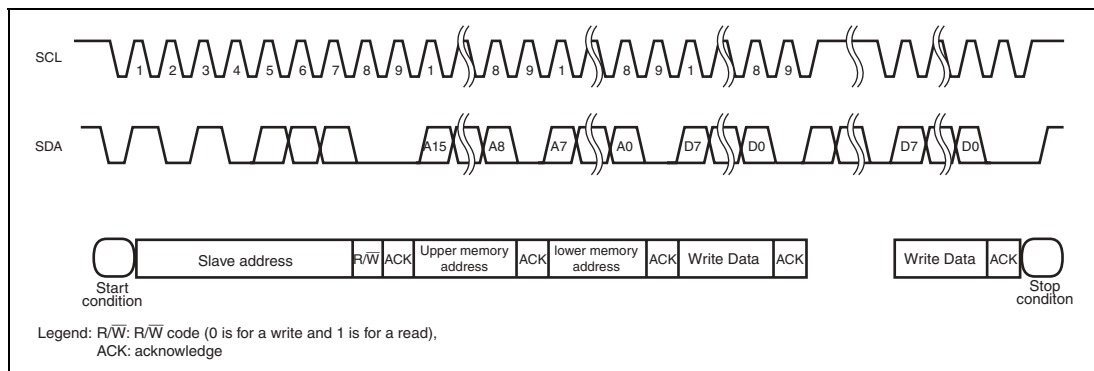 SCL
1 2 3 4 5 6 7 8 9 1 8 9 1 8 9 1 8 9
SDA
A15 A8 A7 A0 D7 D0 D7 D0
Slave address R/W̅ ACK Upper memory address ACK lower memory address ACK Write Data ACK Write Data ACK
Start condition
Stop conditon
Legend: R/W̅: R/W̅ code (0 is for a write and 1 is for a read),
ACK: acknowledge